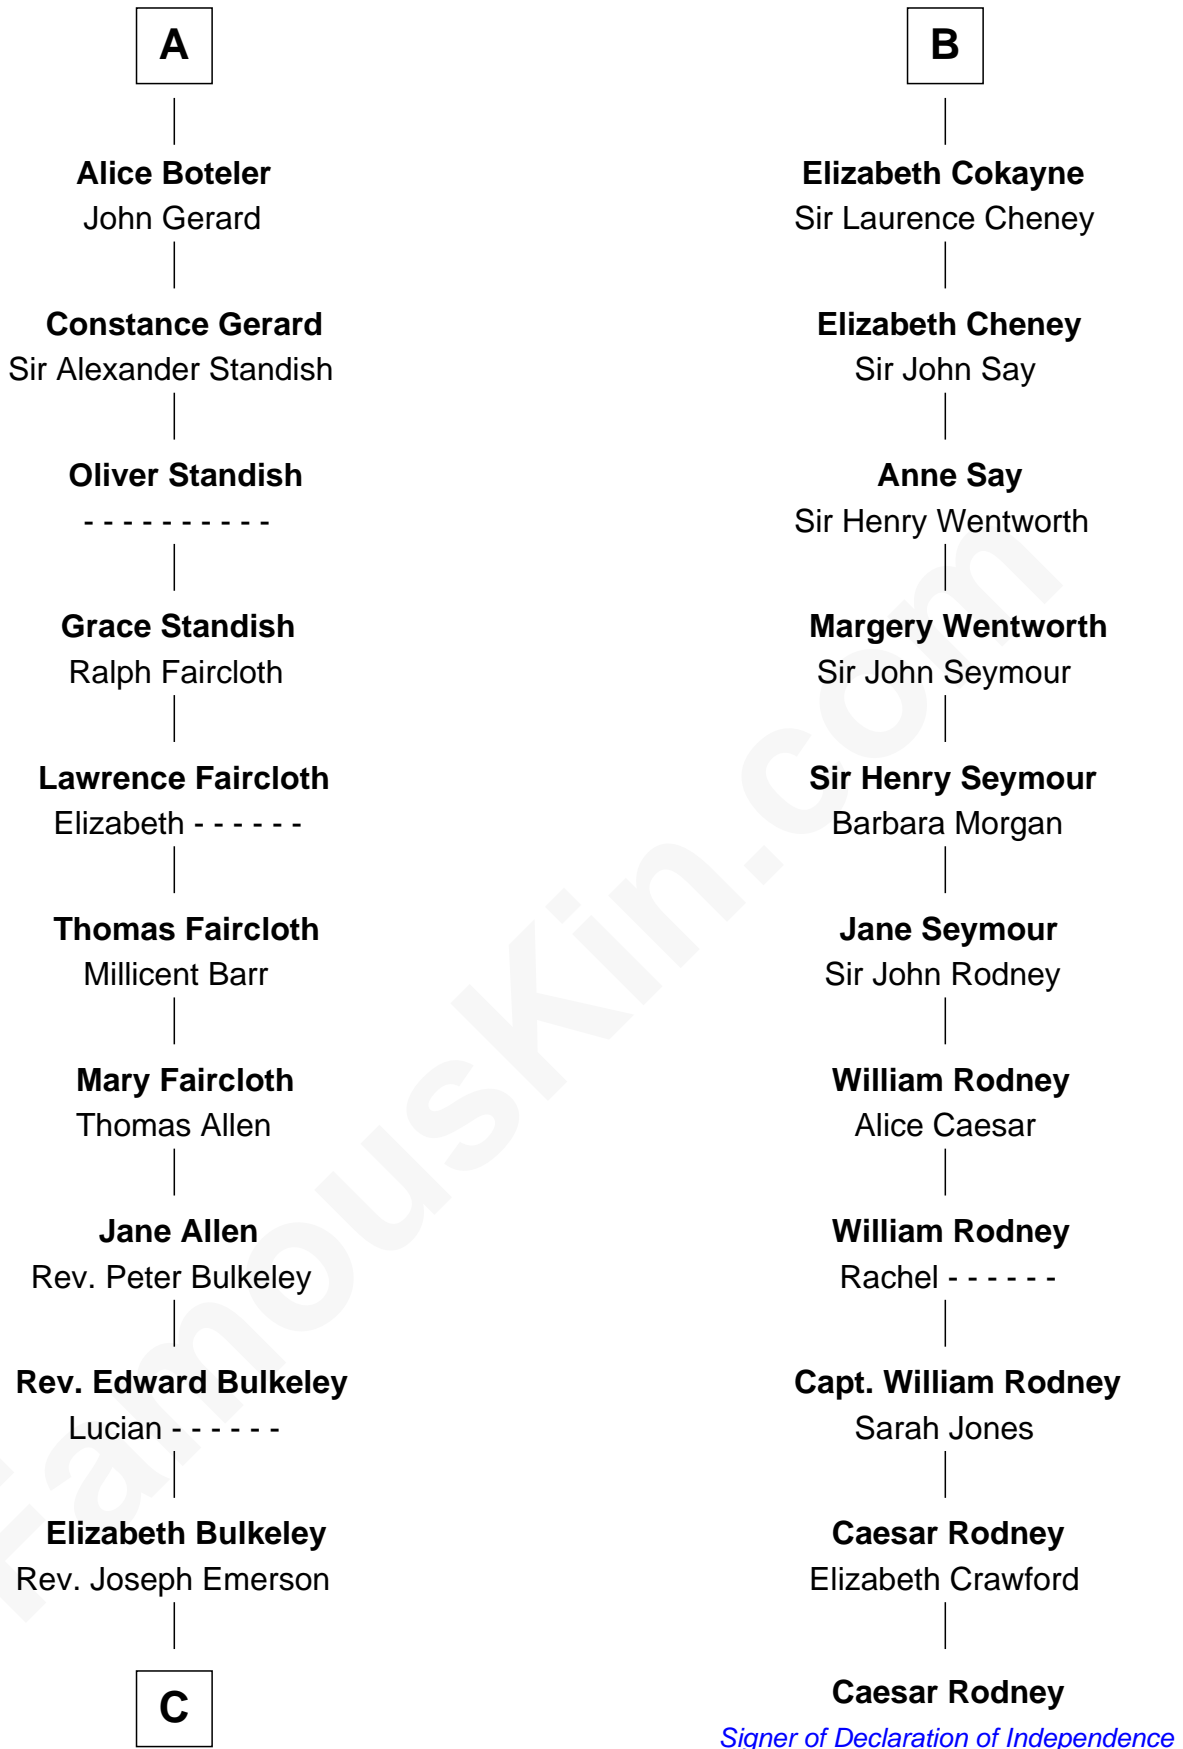 A
Alice Boteler
John Gerard
Constance Gerard
Sir Alexander Standish
Oliver Standish
- - - - - - - - - -
Grace Standish
Ralph Faircloth
Lawrence Faircloth
Elizabeth - - - - - -
Thomas Faircloth
Millicent Barr
Mary Faircloth
Thomas Allen
Jane Allen
Rev. Peter Bulkeley
Rev. Edward Bulkeley
Lucian - - - - - -
Elizabeth Bulkeley
Rev. Joseph Emerson
C
B
Elizabeth Cokayne
Sir Laurence Cheney
Elizabeth Cheney
Sir John Say
Anne Say
Sir Henry Wentworth
Margery Wentworth
Sir John Seymour
Sir Henry Seymour
Barbara Morgan
Jane Seymour
Sir John Rodney
William Rodney
Alice Caesar
William Rodney
Rachel - - - - - -
Capt. William Rodney
Sarah Jones
Caesar Rodney
Elizabeth Crawford
Caesar Rodney
Signer of Declaration of Independence
FamousKin.com